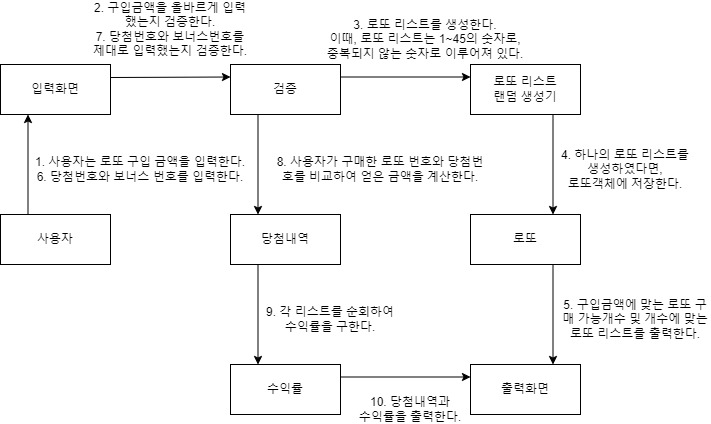 2. 구입금액을 올바르게 입력
했는지 검증한다.
7. 당첨번호와 보너스번호를
제대로 입력했는지 검증한다.
3. 로또 리스트를 생성한다.
이때, 로또 리스트는 1~45의 숫자로,
중복되지 않는 숫자로 이루어져 있다.
입력화면
검증
로또 리스트
랜덤 생성기
1. 사용자는 로또 구입 금액을 입력한다.
6. 당첨번호와 보너스 번호를 입력한다.
8. 사용자가 구매한 로또 번호와 당첨번
호를 비교하여 얻은 금액을 계산한다.
4. 하나의 로또 리스트를
생성하였다면,
로또객체에 저장한다.
사용자
당첨내역
로또
9. 각 리스트를 순회하여
수익률을 구한다.
5. 구입금액에 맞는 로또 구
매 가능개수 및 개수에 맞는
로또 리스트를 출력한다.
수익률
출력화면
10. 당첨내역과
수익률을 출력한다.